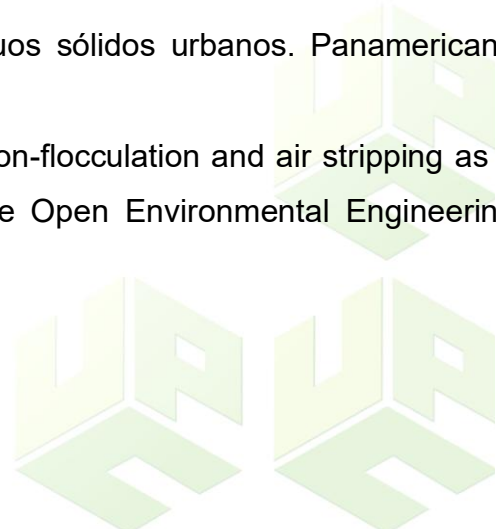 uos sólidos urbanos. Panamerican
on-flocculation and air stripping as
e Open Environmental Engineerin